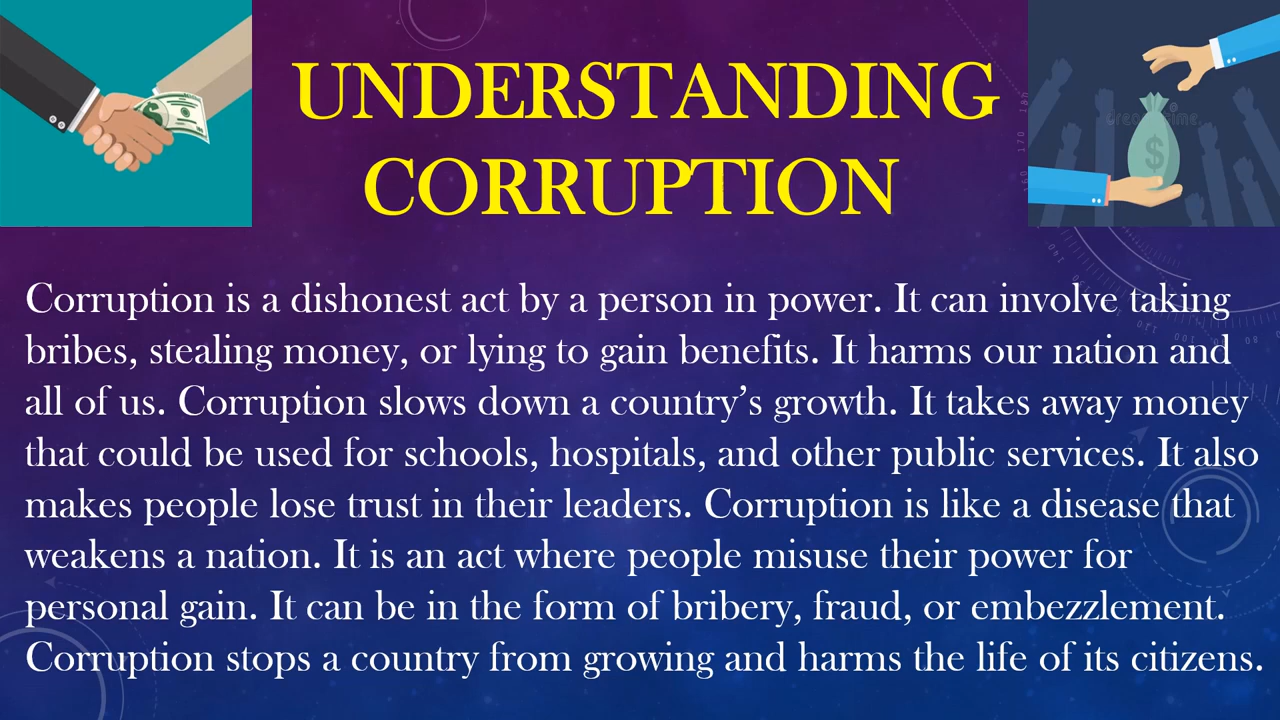 UNDERSTANDING
CORRUPTION
Corruption is a dishonest act by a person in power. It can involve taking
bribes, stealing money, or lying to gain benefits. It harms our nation and
all of us. Corruption slows down a country’s growth. It takes away money
that could be used for schools, hospitals, and other public services. It also
makes people lose trust in their leaders. Corruption is like a disease that
weakens a nation. It is an act where people misuse their power for
personal gain. It can be in the form of bribery, fraud, or embezzlement.
Corruption stops a country from growing and harms the life of its citizens.